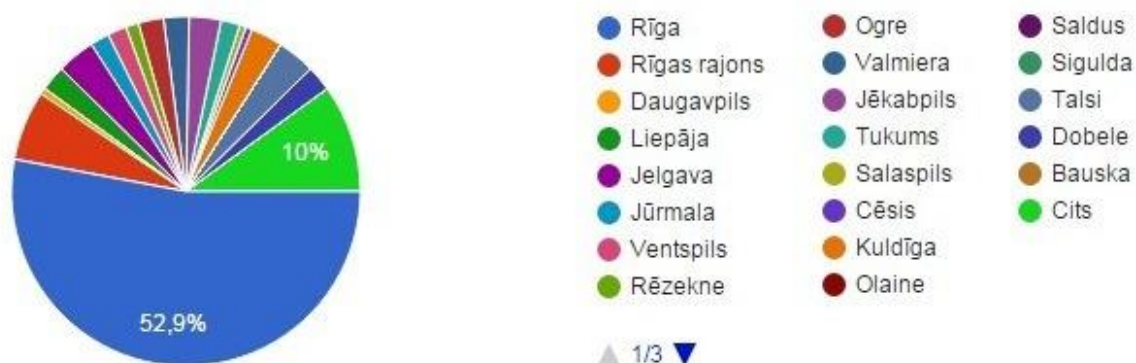 10%
52,9%
Rīga
Rīgas rajons
Daugavpils
Liepāja
Jelgava
Jūrmala
Ventspils
Rēzekne
Ogre
Valmiera
Jēkabpils
Tukums
Salaspils
Cēsis
Kuldīga
Olaine
Saldus
Sigulda
Talsi
Dobele
Bauska
Cits
1/3